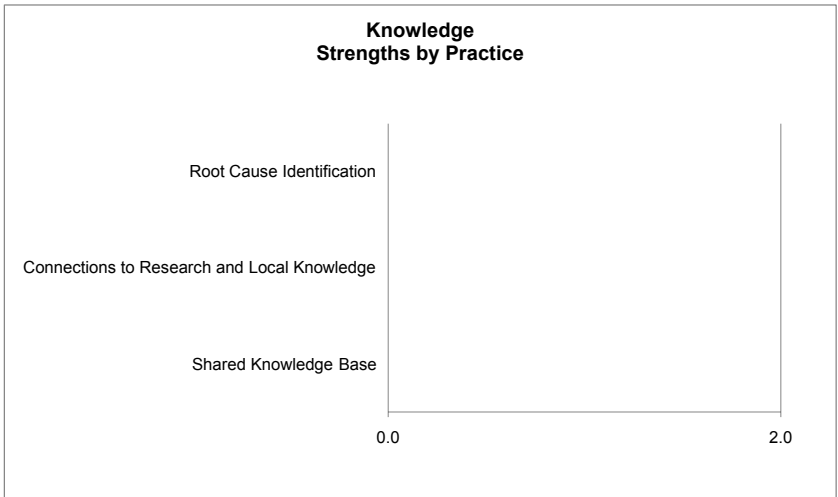 Knowledge
Strengths by Practice
Root Cause Identification
Connections to Research and Local Knowledge
Shared Knowledge Base
0.0
2.0